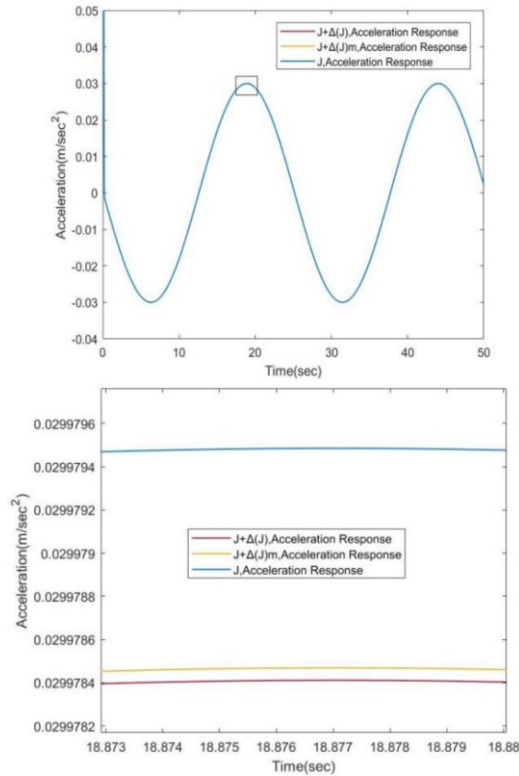 0.05
0.04
0.03
0.02
0.01
0
-0.01
-0.02
-0.03
-0.04
Acceleration(m/sec²)
J+Δ(J),Acceleration Response
J+Δ(J)m,Acceleration Response
J,Acceleration Response
0 10 20 30 40 50
Time(sec)
0.0299796
0.0299794
0.0299792
0.029979
0.0299788
0.0299786
0.0299784
0.0299782
Acceleration(m/sec²)
J+Δ(J),Acceleration Response
J+Δ(J)m,Acceleration Response
J,Acceleration Response
18.873 18.874 18.875 18.876 18.877 18.878 18.879 18.88
Time(sec)